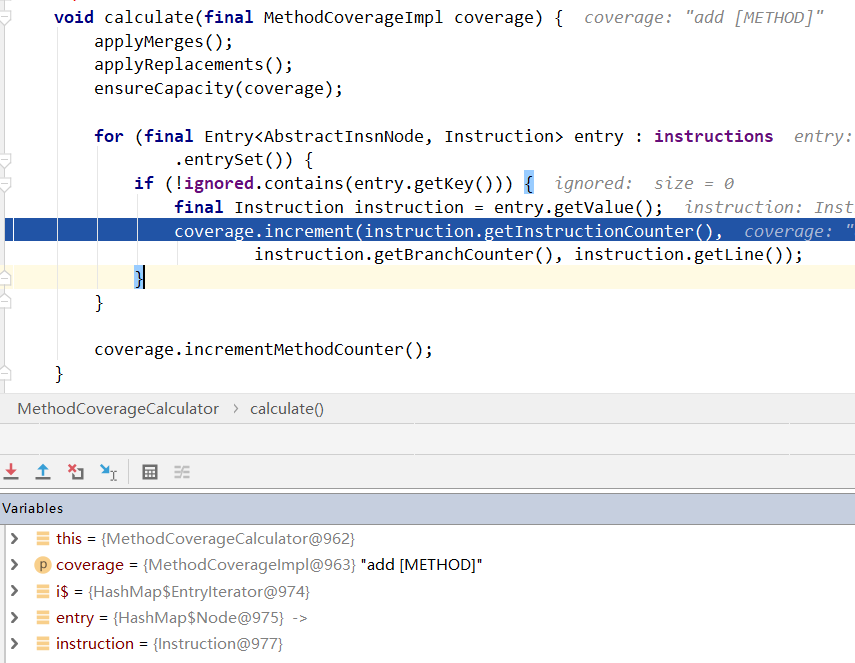 void calculate(final MethodCoverageImpl coverage) {  coverage: "add [METHOD]"
applyMerges();
applyReplacements();
ensureCapacity(coverage);
for (final Entry<AbstractInsnNode, Instruction> entry : instructions  entry:
.entrySet()) {
if (!ignored.contains(entry.getKey())) {  ignored:  size = 0
final Instruction instruction = entry.getValue();  instruction: Inst
coverage.increment(instruction.getInstructionCounter(),  coverage: "
instruction.getBranchCounter(), instruction.getLine());
}
}
coverage.incrementMethodCounter();
}
MethodCoverageCalculator › calculate()
Variables
this = {MethodCoverageCalculator@962}
p coverage = {MethodCoverageImpl@963} "add [METHOD]"
i$ = {HashMap$EntryIterator@974}
entry = {HashMap$Node@975}  ->
instruction = {Instruction@977}